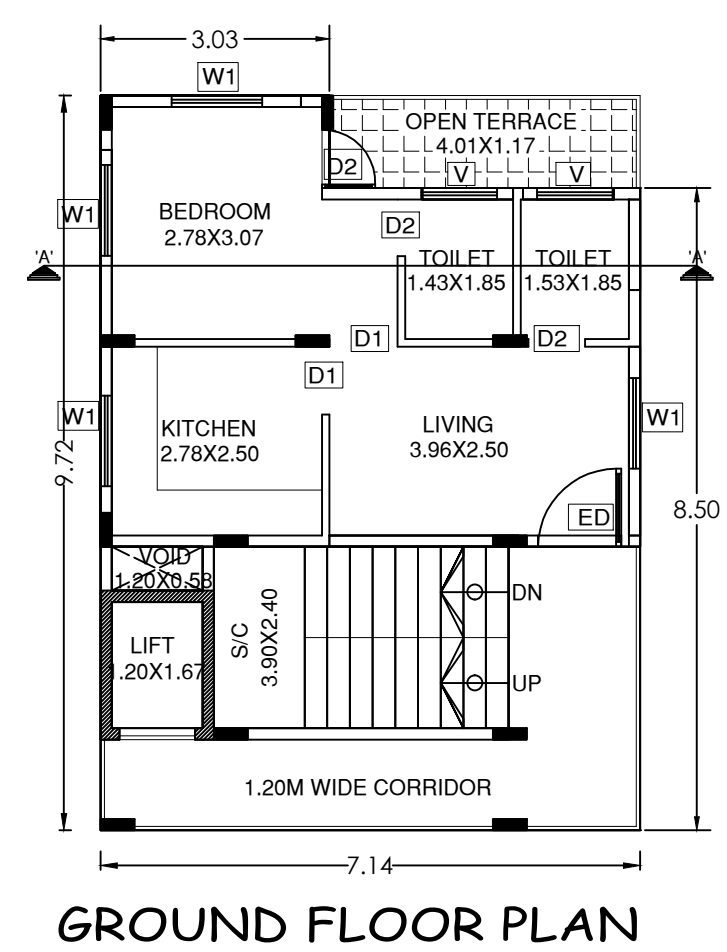 3.03
W1
OPEN TERRACE
4.01X1.17
D2
V
V
W1
BEDROOM
2.78X3.07
D2
'A'
'A'
TOILET
1.43X1.85
TOILET
1.53X1.85
D1
D2
D1
W1
KITCHEN
2.78X2.50
LIVING
3.96X2.50
W1
9.72
8.50
ED
VOID
1.20X0.58
S/C
3.90X2.40
DN
LIFT
1.20X1.67
UP
1.20M WIDE CORRIDOR
7.14
GROUND FLOOR PLAN